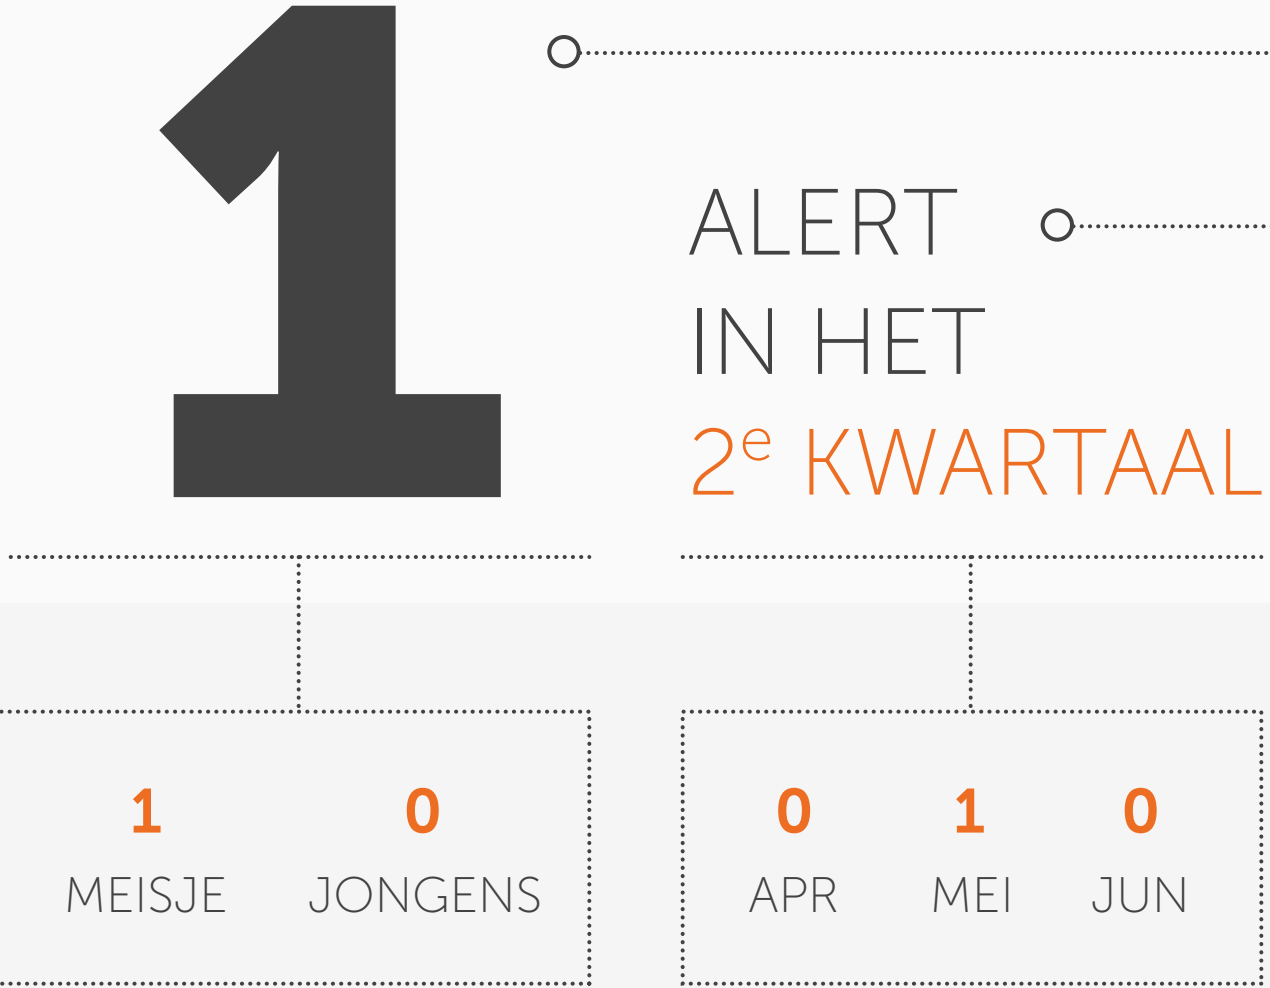 1
ALERT
IN HET
2e KWARTAAL
1 0
MEISJE JONGENS
0 1 0
APR MEI JUN